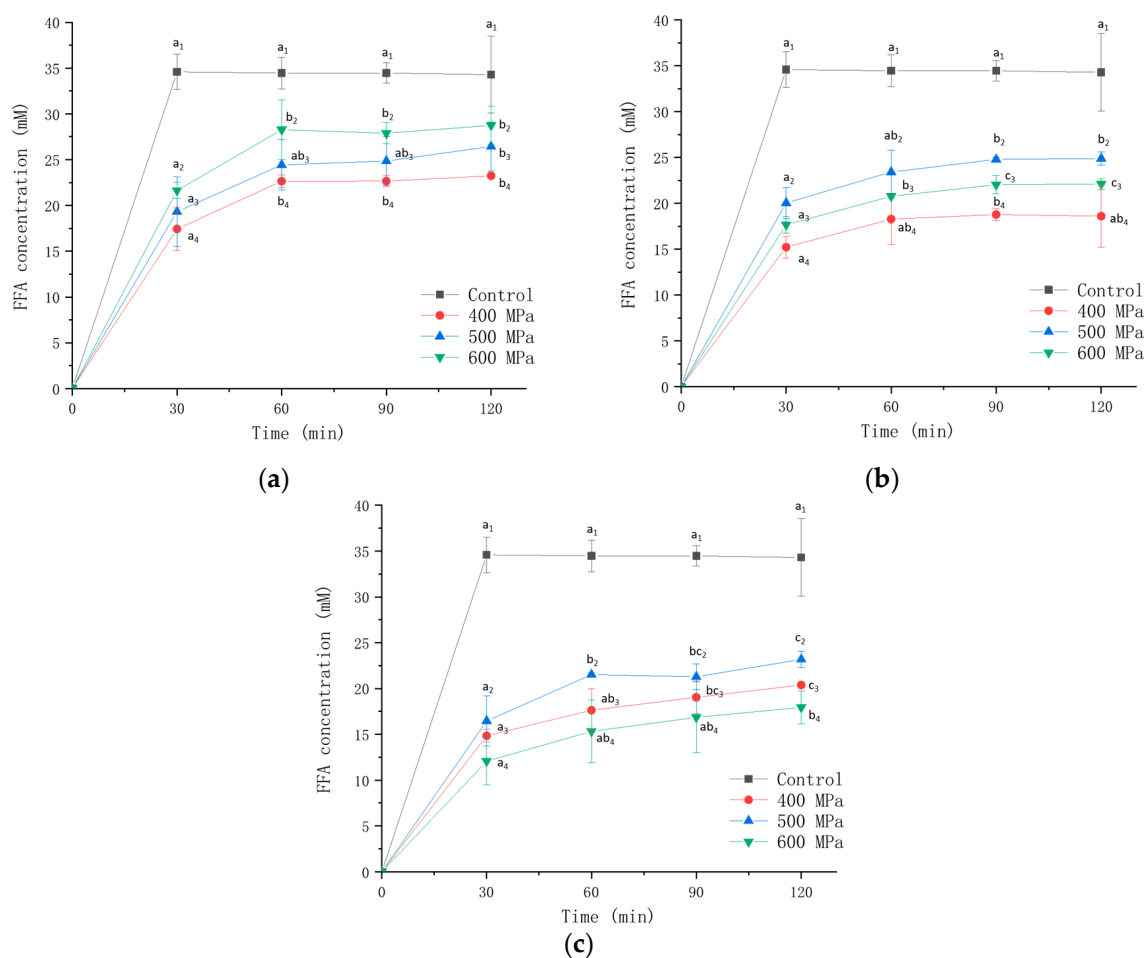 40
35
30
25
20
15
10
5
0
FFA concentration (mM)
a1 a1 a1 a1
a2 b2 b2 b2
a3 ab3 ab3 b3
a4 b4 b4 b4
Control
400 MPa
500 MPa
600 MPa
0 30 60 90 120
Time (min)
(a)
40
35
30
25
20
15
10
5
0
FFA concentration (mM)
a1 a1 a1 a1
a2 ab2 b2 b2
a3 b3 c3 c3
a4 ab4 b4 ab4
Control
400 MPa
500 MPa
600 MPa
0 30 60 90 120
Time (min)
(b)
40
35
30
25
20
15
10
5
0
FFA concentration (mM)
a1 a1 a1 a1
a2 b2 bc2 c2
a3 ab3 bc3 c3
a4 ab4 ab4 b4
Control
400 MPa
500 MPa
600 MPa
0 30 60 90 120
Time (min)
(c)